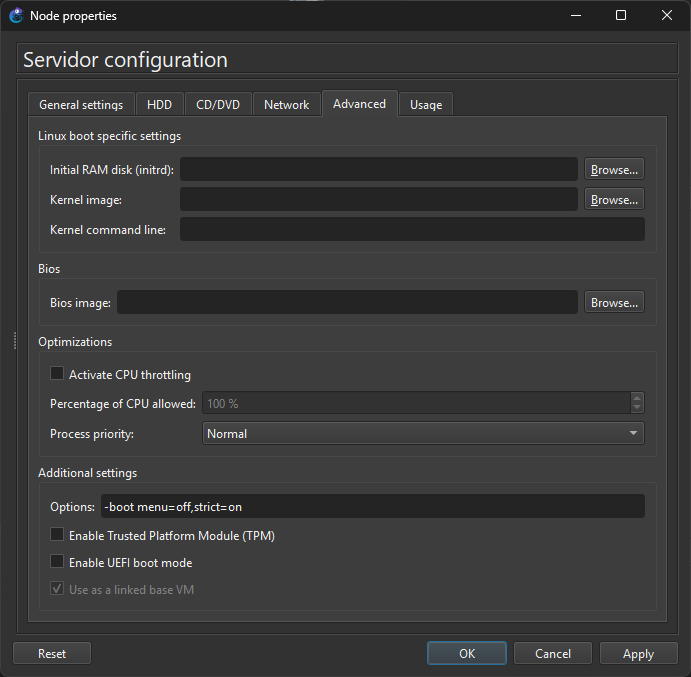 Node properties
Servidor configuration
General settings HDD CD/DVD Network Advanced Usage
Linux boot specific settings
Initial RAM disk (initrd): Browse...
Kernel image: Browse...
Kernel command line:
Bios
Bios image: Browse...
Optimizations
Activate CPU throttling
Percentage of CPU allowed: 100 %
Process priority: Normal
Additional settings
Options: -boot menu=off,strict=on
Enable Trusted Platform Module (TPM)
Enable UEFI boot mode
Use as a linked base VM
Reset OK Cancel Apply